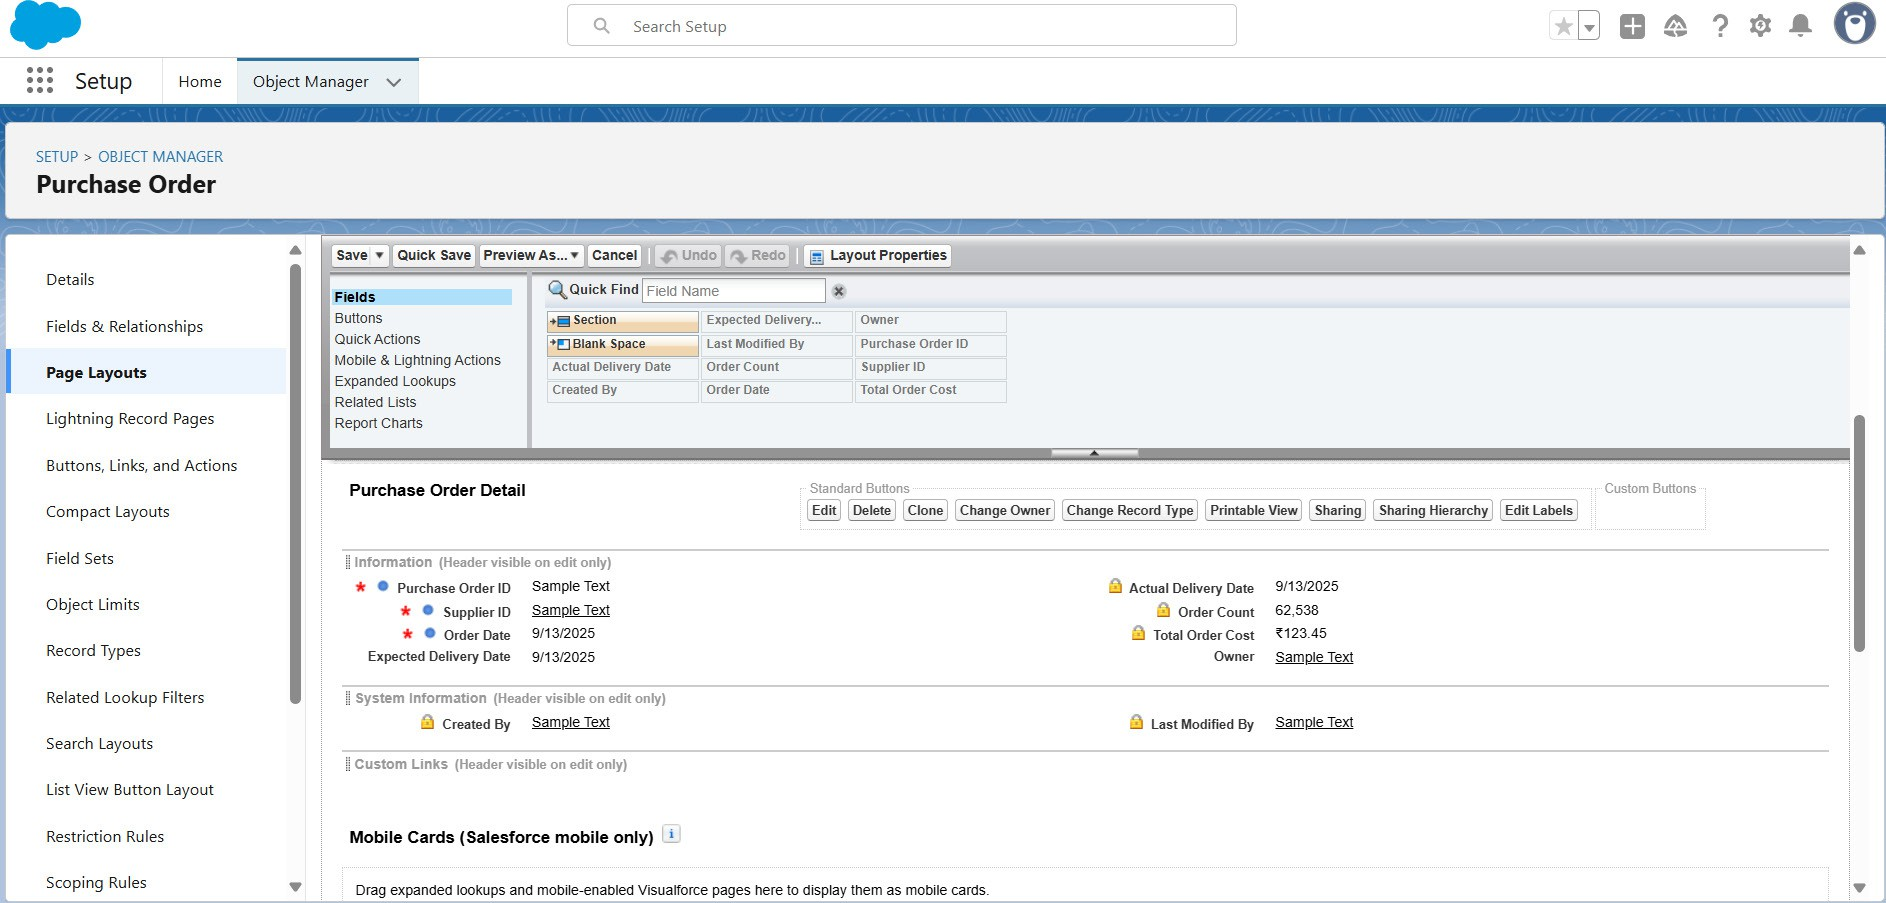 Search Setup
Setup
Home
Object Manager
SETUP > OBJECT MANAGER
Purchase Order
Details
Fields & Relationships
Page Layouts
Lightning Record Pages
Buttons, Links, and Actions
Compact Layouts
Field Sets
Object Limits
Record Types
Related Lookup Filters
Search Layouts
List View Button Layout
Restriction Rules
Scoping Rules
Save Quick Save Preview As... Cancel Undo Redo Layout Properties
Fields
Buttons
Quick Actions
Mobile & Lightning Actions
Expanded Lookups
Related Lists
Report Charts
Quick Find Field Name
Section Expected Delivery... Owner
Blank Space Last Modified By Purchase Order ID
Actual Delivery Date Order Count Supplier ID
Created By Order Date Total Order Cost
Purchase Order Detail
Standard Buttons
Edit Delete Clone Change Owner Change Record Type Printable View Sharing Sharing Hierarchy Edit Labels
Custom Buttons
Information (Header visible on edit only)
* Purchase Order ID Sample Text Actual Delivery Date 9/13/2025
* Supplier ID Sample Text Order Count 62,538
* Order Date 9/13/2025 Total Order Cost ₹123.45
Expected Delivery Date 9/13/2025 Owner Sample Text
System Information (Header visible on edit only)
Created By Sample Text Last Modified By Sample Text
Custom Links (Header visible on edit only)
Mobile Cards (Salesforce mobile only) i
Drag expanded lookups and mobile-enabled Visualforce pages here to display them as mobile cards.